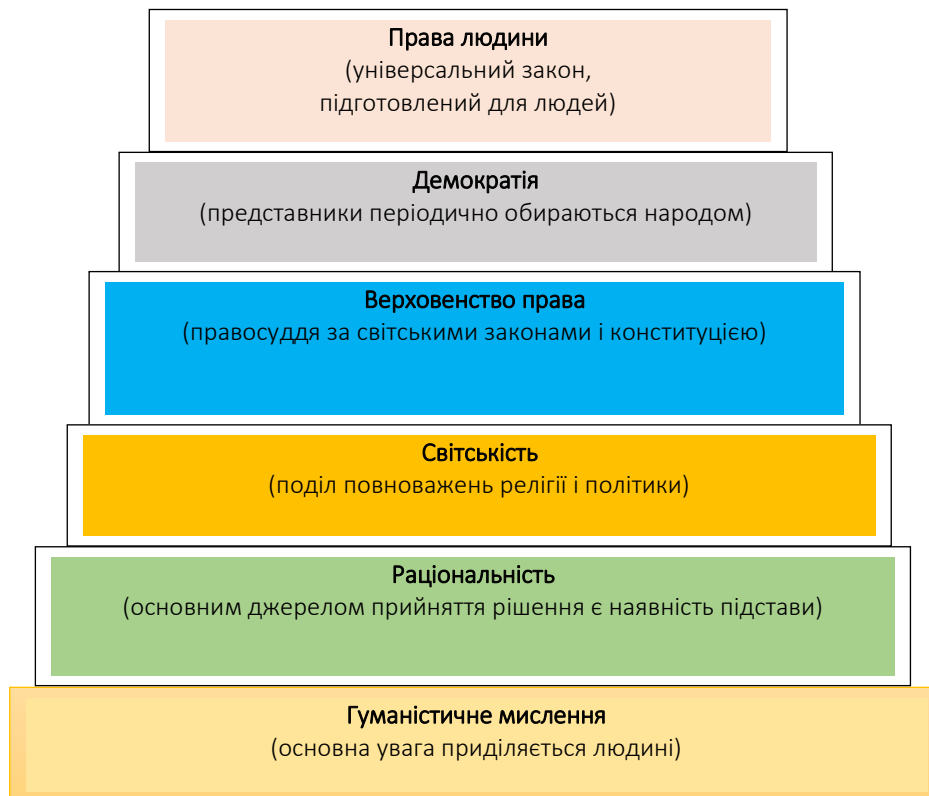 Права людини
(універсальний закон,
підготовлений для людей)
Демократія
(представники періодично обираються народом)
Верховенство права
(правосуддя за світськими законами і конституцією)
Світськість
(поділ повноважень релігії і політики)
Раціональність
(основним джерелом прийняття рішення є наявність підстави)
Гуманістичне мислення
(основна увага приділяється людині)